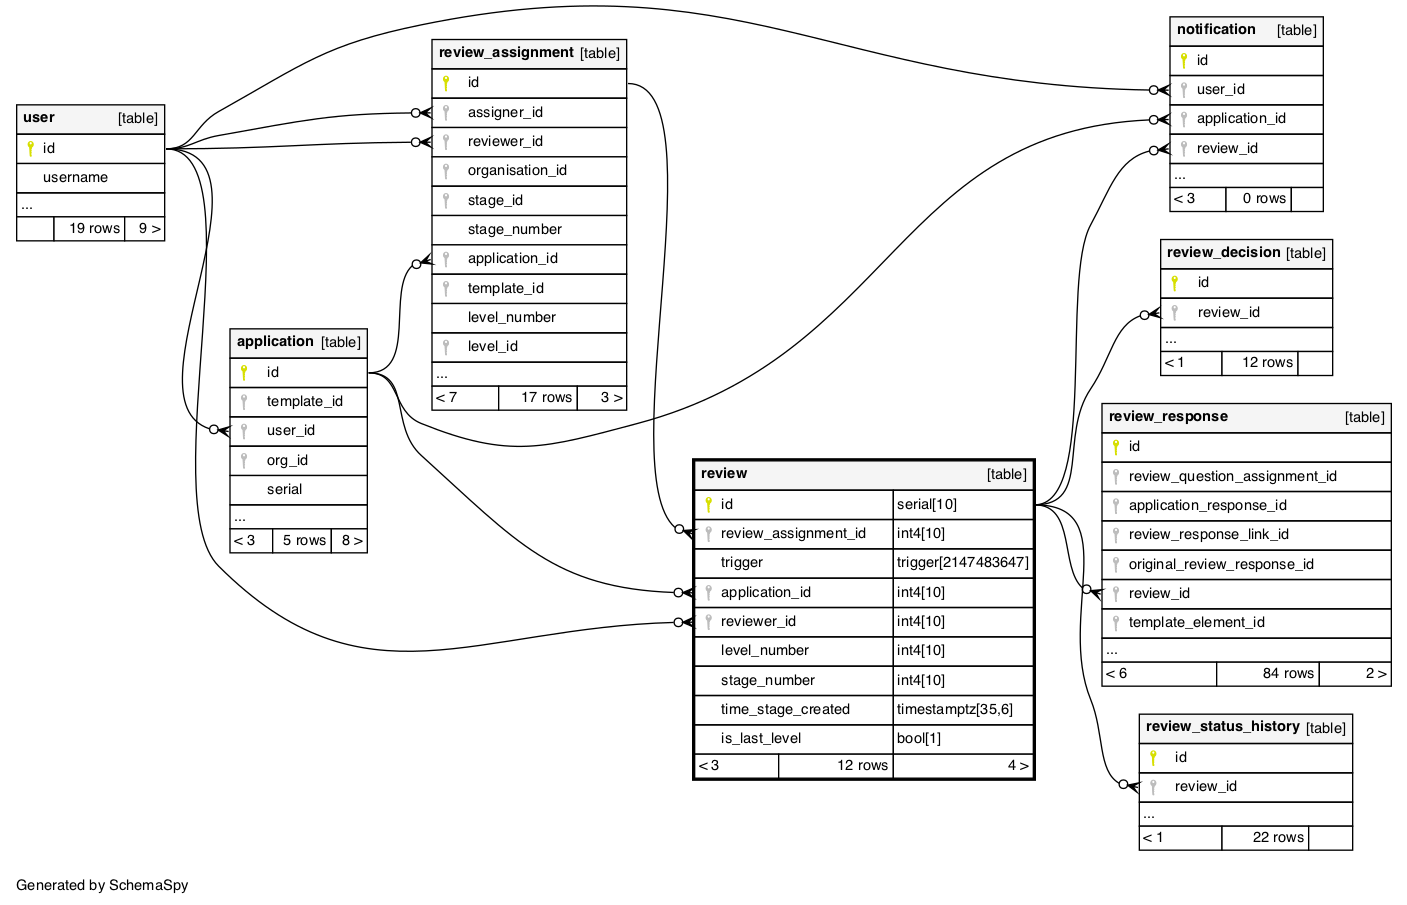 user [table]
id
username
...
19 rows 9 >
review_assignment [table]
id
assigner_id
reviewer_id
organisation_id
stage_id
stage_number
application_id
template_id
level_number
level_id
...
< 7 17 rows 3 >
application [table]
id
template_id
user_id
org_id
serial
...
< 3 5 rows 8 >
review [table]
id serial[10]
review_assignment_id int4[10]
trigger trigger[2147483647]
application_id int4[10]
reviewer_id int4[10]
level_number int4[10]
stage_number int4[10]
time_stage_created timestamptz[35,6]
is_last_level bool[1]
< 3 12 rows 4 >
notification [table]
id
user_id
application_id
review_id
...
< 3 0 rows
review_decision [table]
id
review_id
...
< 1 12 rows
review_response [table]
id
review_question_assignment_id
application_response_id
review_response_link_id
original_review_response_id
review_id
template_element_id
...
< 6 84 rows 2 >
review_status_history [table]
id
review_id
...
< 1 22 rows
Generated by SchemaSpy